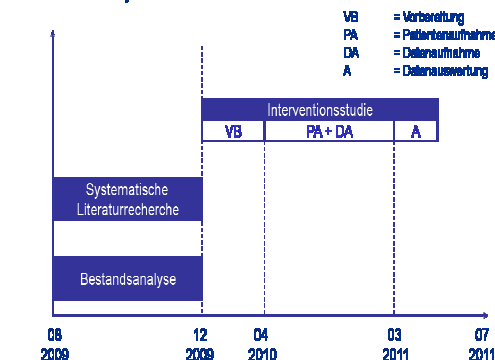 VB = Vorbereitung
PA = Patientenaufnahme
DA = Datenaufnahme
A = Datenauswertung
Interventionsstudie
VB PA + DA A
Systematische
Literaturrecherche
Bestandsanalyse
08 12 04 03 07
2009 2009 2010 2011 2011